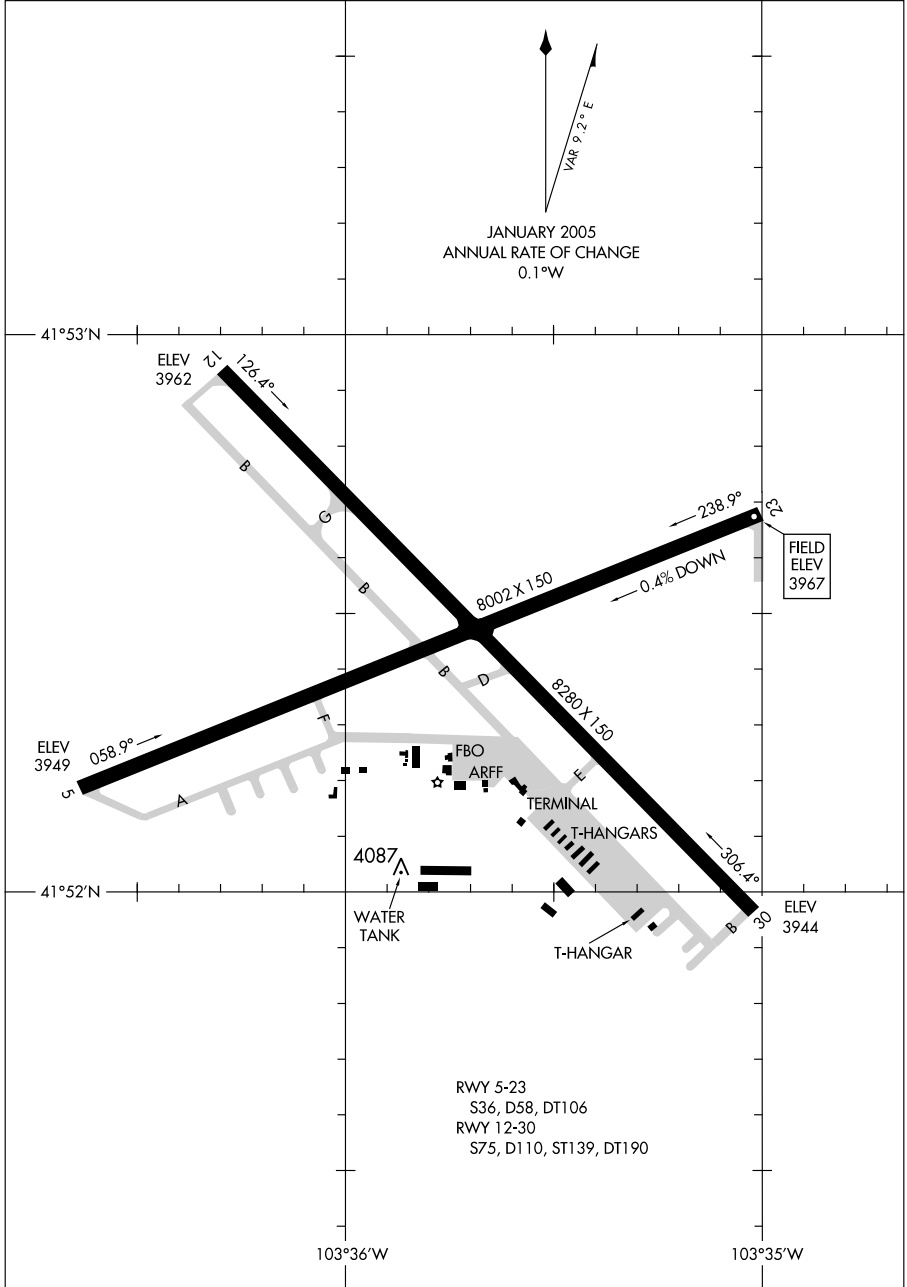 VAR 9.2° E
JANUARY 2005
ANNUAL RATE OF CHANGE
0.1°W
41°53'N
ELEV
3962
12
126.4°
B
G
B
238.9°
23
FIELD
ELEV
3967
0.4% DOWN
8002 X 150
B
D
8280 X 150
F
ELEV
3949
058.9°
5
A
FBO
ARFF
E
TERMINAL
T-HANGARS
4087
306.4°
41°52'N
WATER
TANK
B
30
ELEV
3944
T-HANGAR
RWY 5-23
S36, D58, DT106
RWY 12-30
S75, D110, ST139, DT190
103°36'W
103°35'W